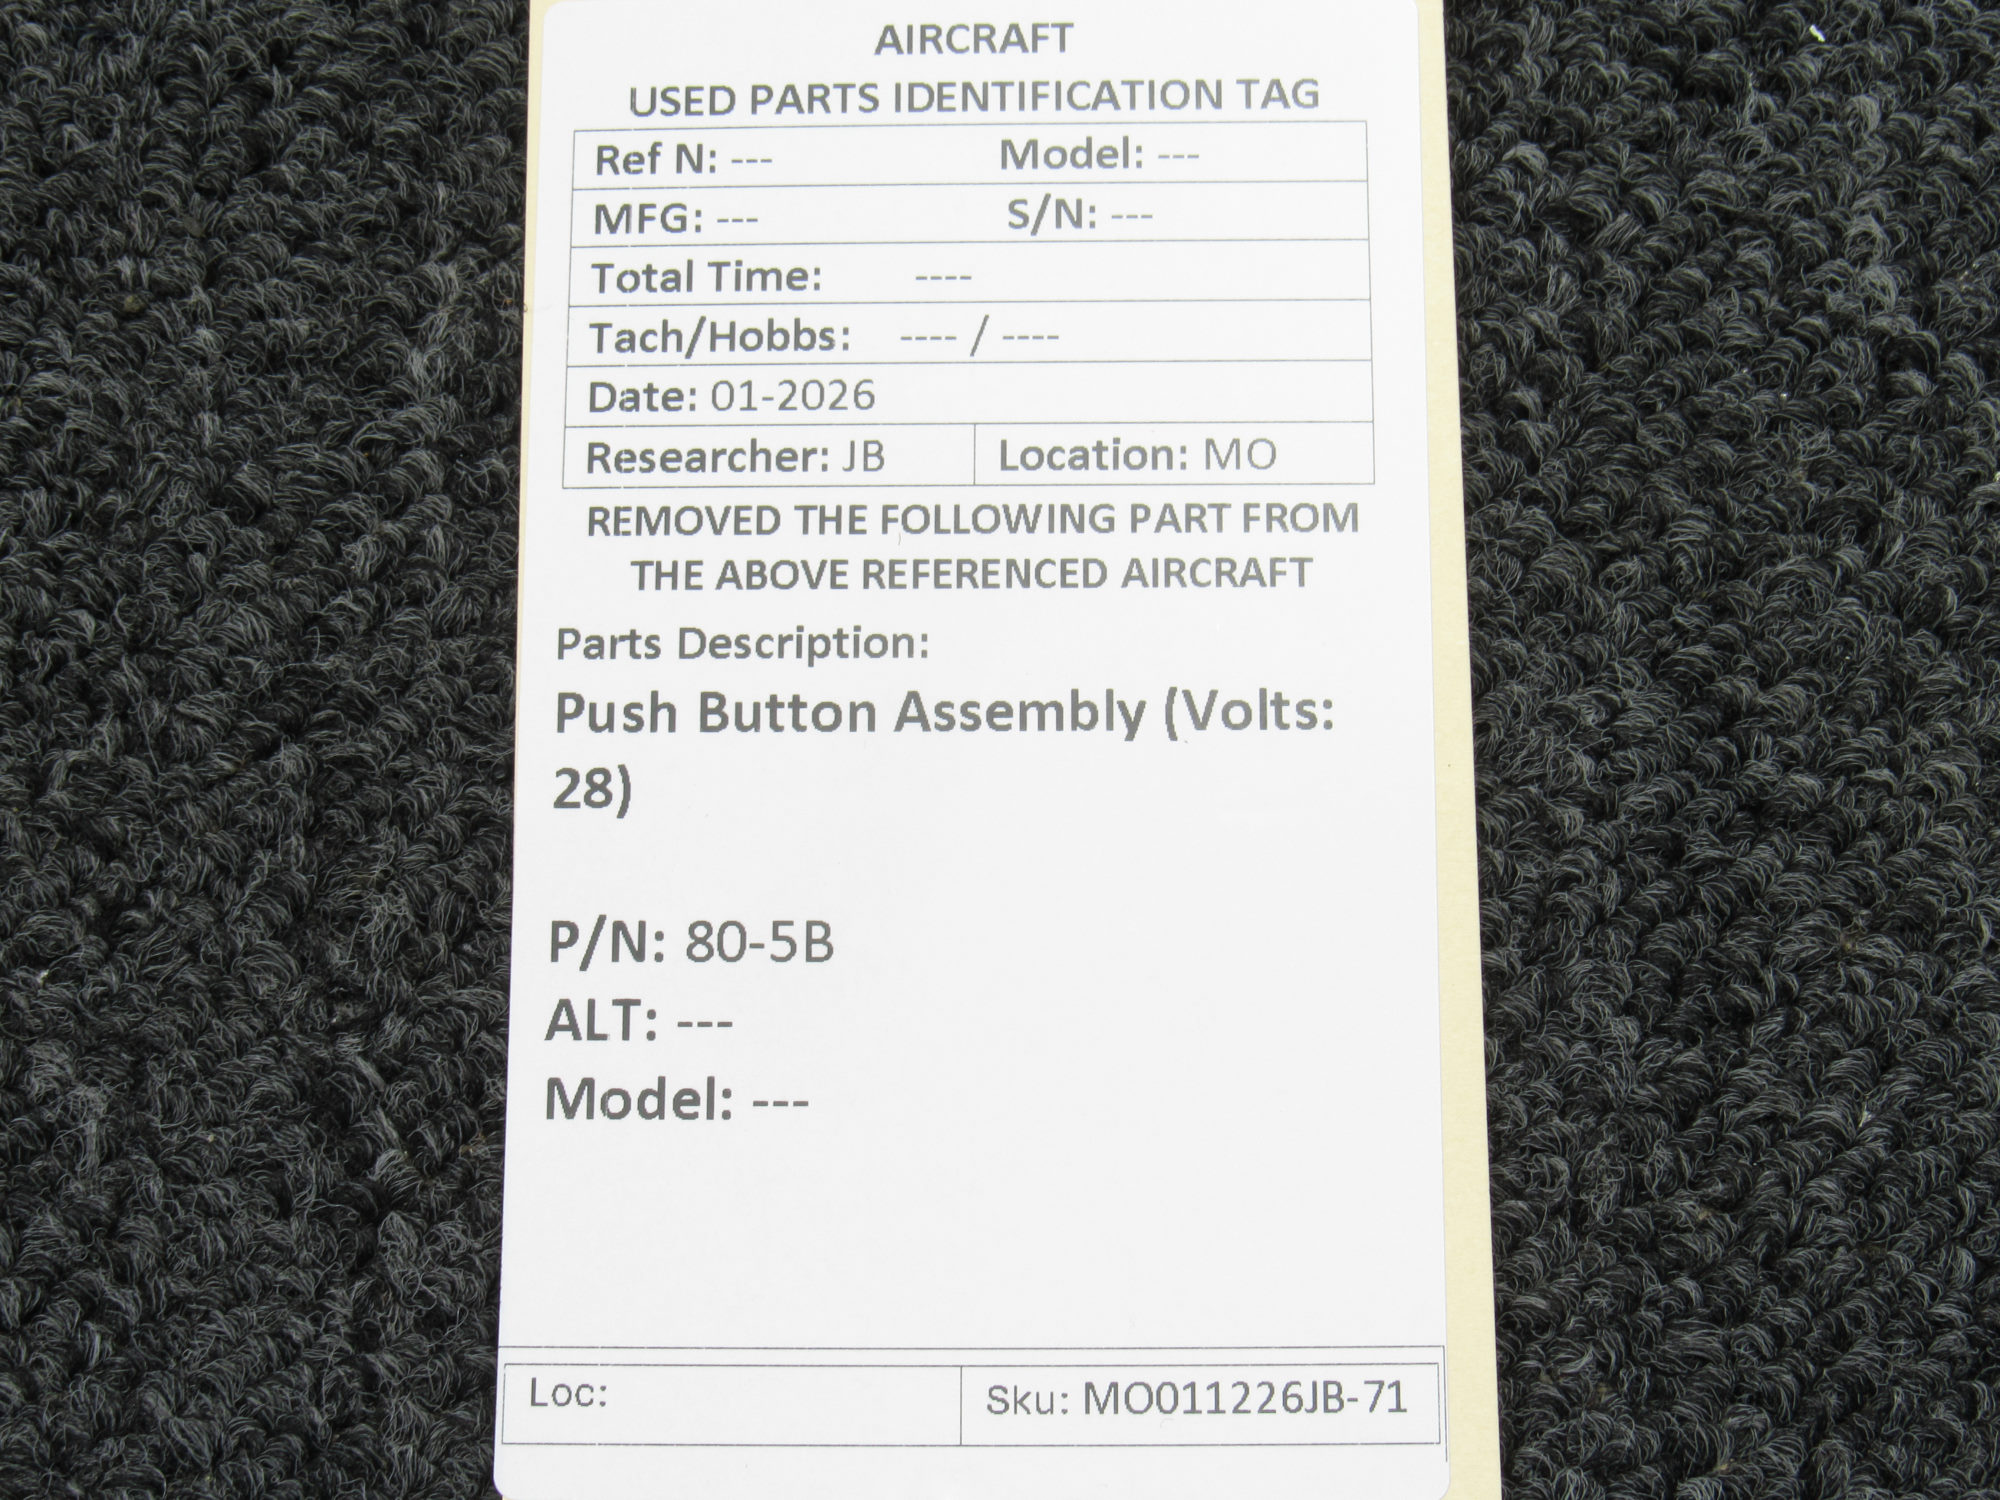 AIRCRAFT
USED PARTS IDENTIFICATION TAG
Ref N: --- Model: ---
MFG: --- S/N: ---
Total Time: ----
Tach/Hobbs: ---- / ----
Date: 01-2026
Researcher: JB Location: MO
REMOVED THE FOLLOWING PART FROM
THE ABOVE REFERENCED AIRCRAFT
Parts Description:
Push Button Assembly (Volts:
28)
P/N: 80-5B
ALT: ---
Model: ---
Loc: Sku: MO011226JB-71